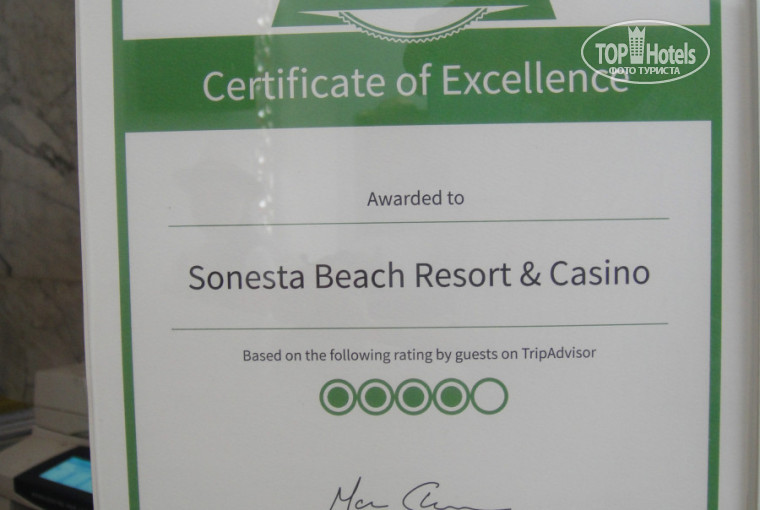 TOP Hotels
ФОТО ТУРИСТА
Certificate of Excellence
Awarded to
Sonesta Beach Resort & Casino
Based on the following rating by guests on TripAdvisor